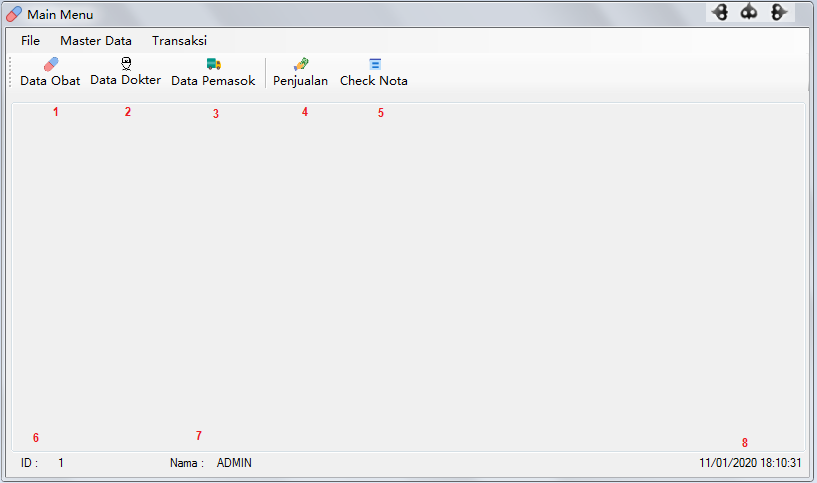 Main Menu
File Master Data Transaksi
Data Obat Data Dokter Data Pemasok Penjualan Check Nota
1 2 3 4 5
6 7 8
ID : 1 Nama : ADMIN 11/01/2020 18:10:31